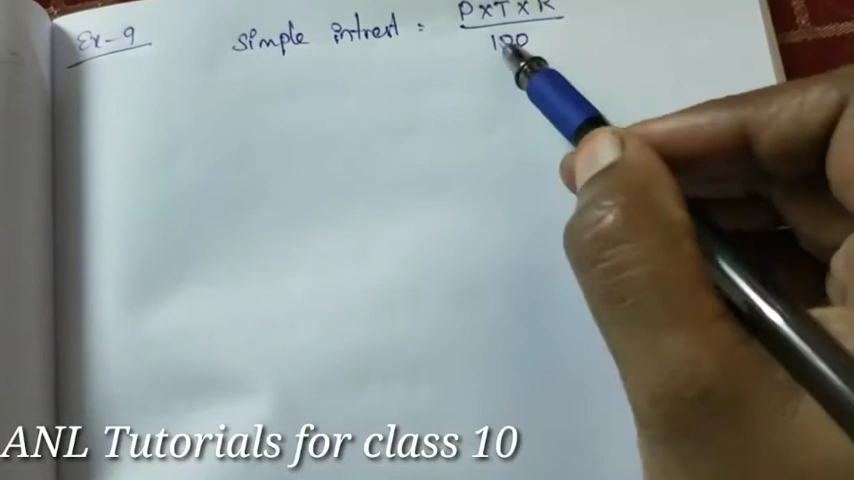 Ex-9
simple intrest = P×T×R / 100
ANL Tutorials for class 10